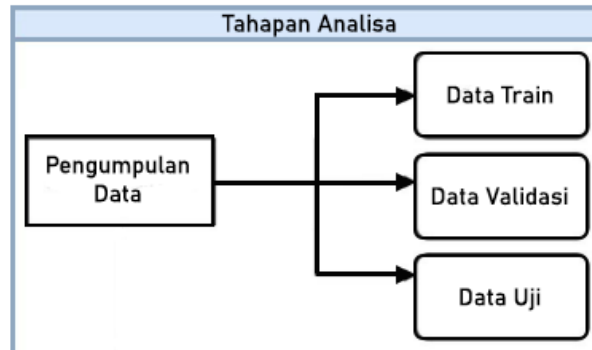 Tahapan Analisa
Pengumpulan
Data
Data Train
Data Validasi
Data Uji